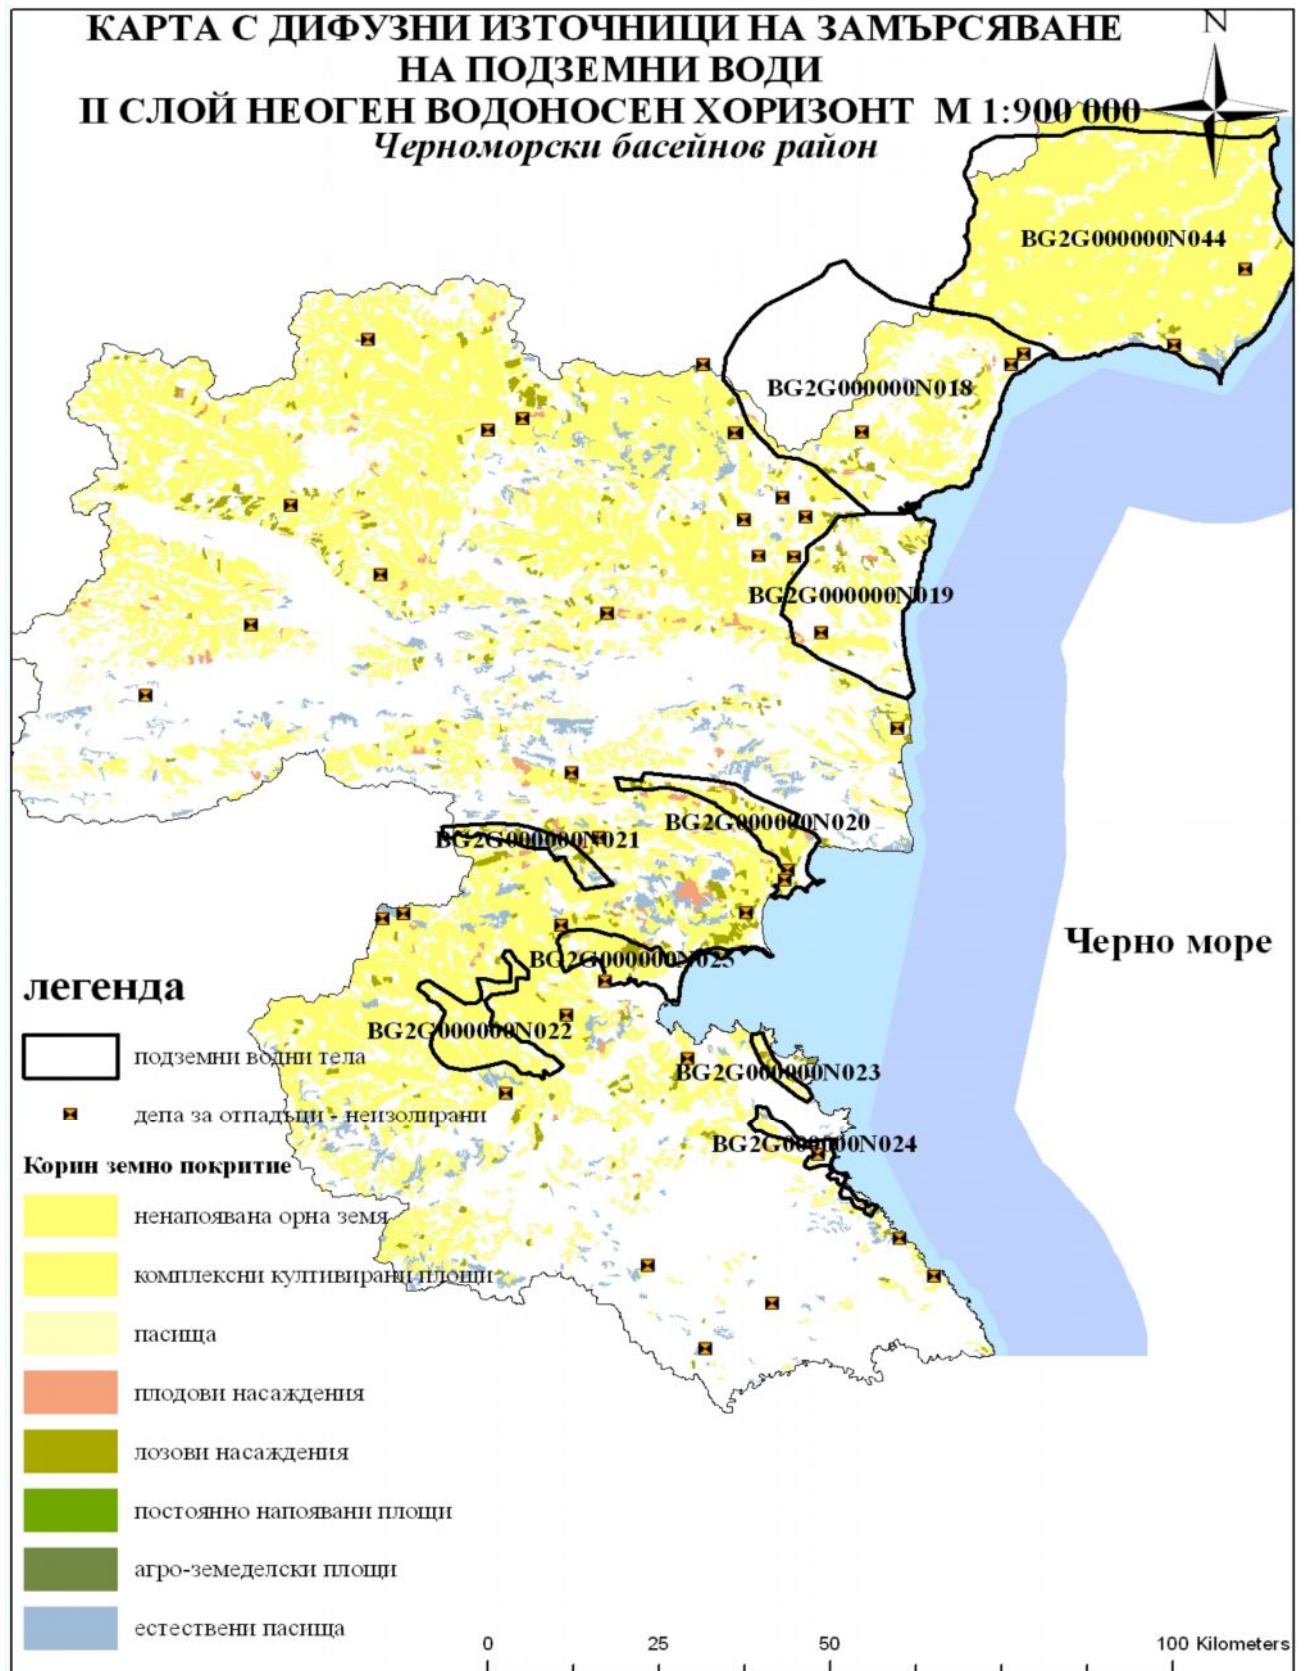 КАРТА С ДИФУЗНИ ИЗТОЧНИЦИ НА ЗАМЪРСЯВАНЕ
НА ПОДЗЕМНИ ВОДИ
II СЛОЙ НЕОГЕН ВОДОНОСЕН ХОРИЗОНТ М 1:900 000
Черноморски басейнов район
N
BG2G000000N044
BG2G000000N018
BG2G000000N019
BG2G000000N020
BG2G000000N021
BG2G000000N025
BG2G000000N022
BG2G000000N023
BG2G000000N024
Черно море
легенда
подземни водни тела
депа за отпадъци - неизолирани
Корин земно покритие
ненапоявана орна земя
комплексни култивирани площи
пасища
плодови насаждения
лозови насаждения
постоянно напоявани площи
агро-земеделски площи
естествени пасища
0 25 50 100 Kilometers